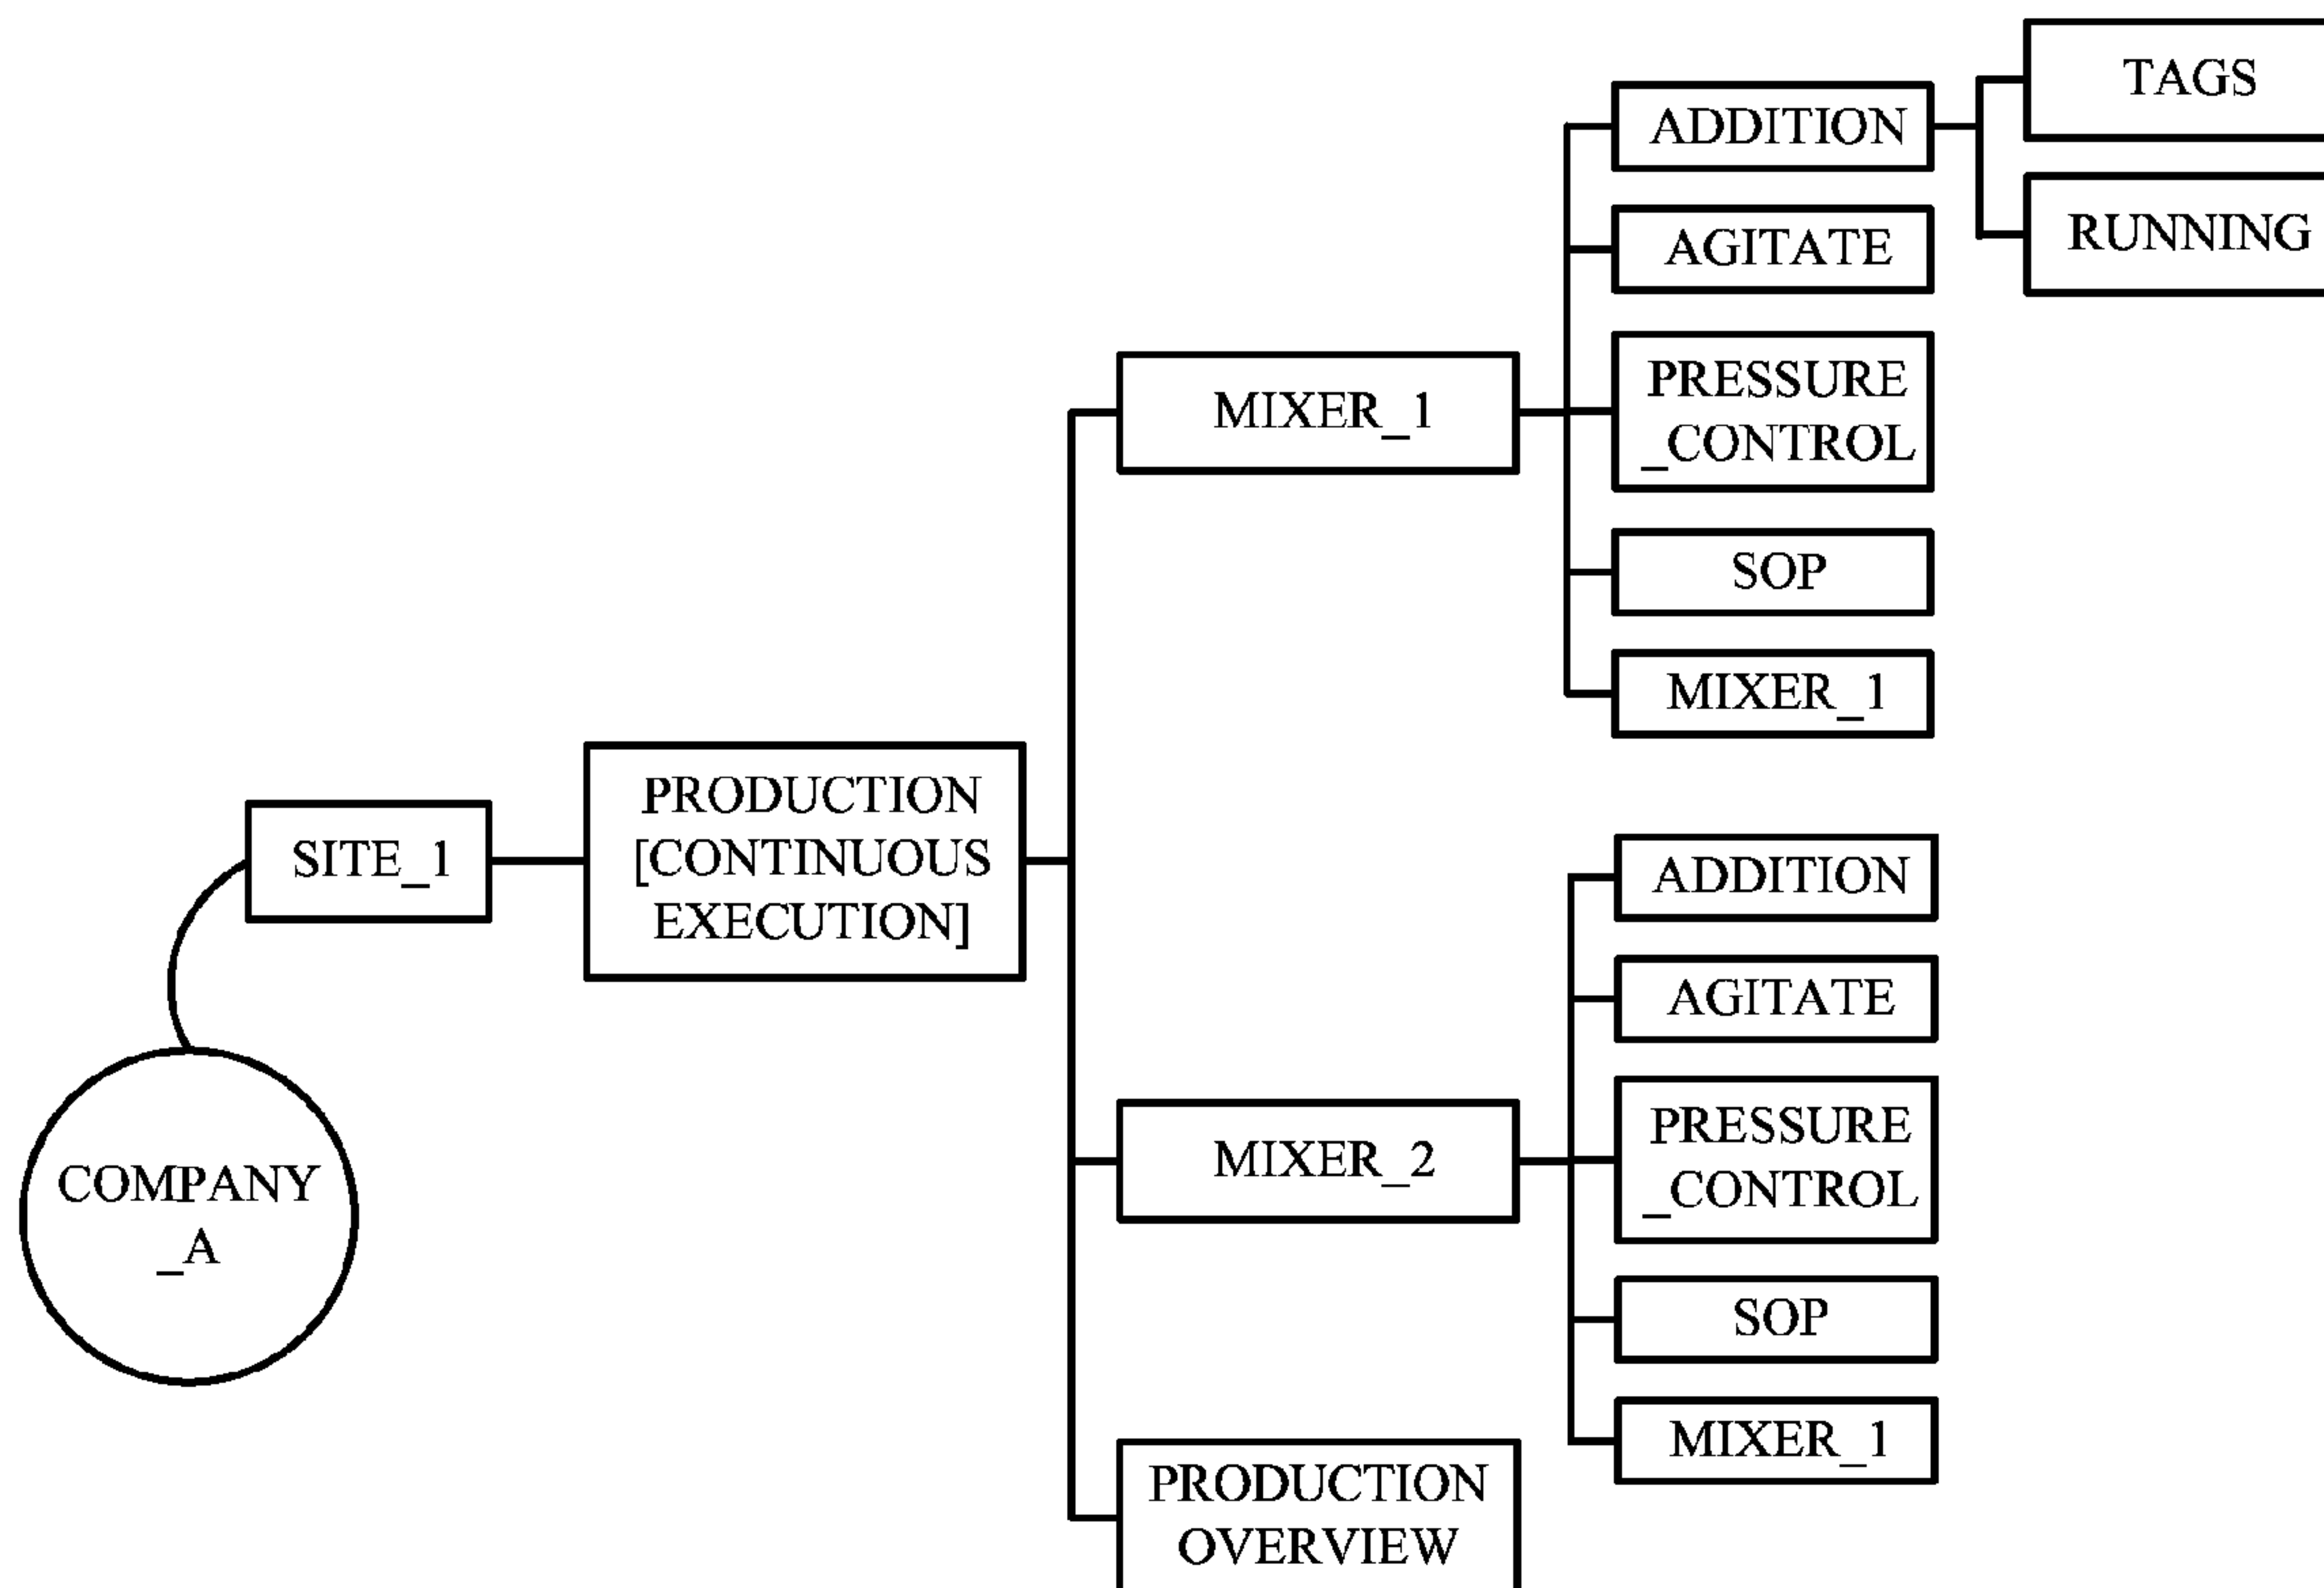 TAGS
ADDITION
RUNNING
AGITATE
PRESSURE
_CONTROL
MIXER_1
SOP
MIXER_1
PRODUCTION
[CONTINUOUS
EXECUTION]
SITE_1
ADDITION
AGITATE
PRESSURE
_CONTROL
MIXER_2
COMPANY
_A
SOP
MIXER_1
PRODUCTION
OVERVIEW